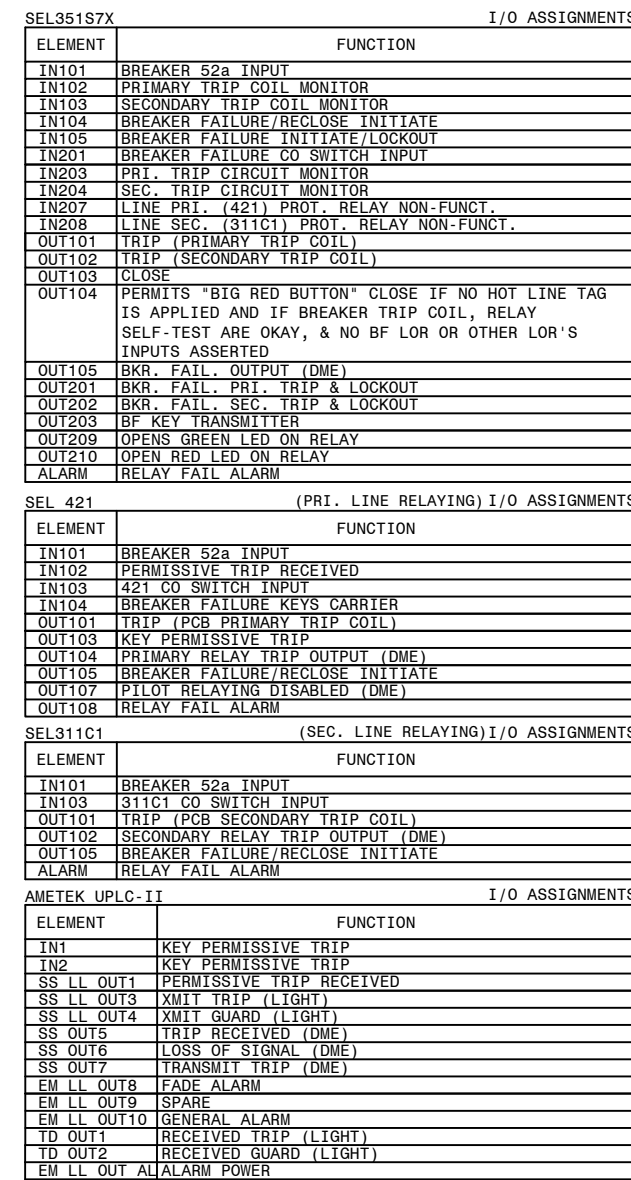 SEL351S7X I/O ASSIGNMENTS
ELEMENT FUNCTION
IN101 BREAKER 52a INPUT
IN102 PRIMARY TRIP COIL MONITOR
IN103 SECONDARY TRIP COIL MONITOR
IN104 BREAKER FAILURE/RECLOSE INITIATE
IN105 BREAKER FAILURE INITIATE/LOCKOUT
IN201 BREAKER FAILURE CO SWITCH INPUT
IN203 PRI. TRIP CIRCUIT MONITOR
IN204 SEC. TRIP CIRCUIT MONITOR
IN207 LINE PRI. (421) PROT. RELAY NON-FUNCT.
IN208 LINE SEC. (311C1) PROT. RELAY NON-FUNCT.
OUT101 TRIP (PRIMARY TRIP COIL)
OUT102 TRIP (SECONDARY TRIP COIL)
OUT103 CLOSE
OUT104 PERMITS "BIG RED BUTTON" CLOSE IF NO HOT LINE TAG
IS APPLIED AND IF BREAKER TRIP COIL, RELAY
SELF-TEST ARE OKAY, & NO BF LOR OR OTHER LOR'S
INPUTS ASSERTED
OUT105 BKR. FAIL. OUTPUT (DME)
OUT201 BKR. FAIL. PRI. TRIP & LOCKOUT
OUT202 BKR. FAIL. SEC. TRIP & LOCKOUT
OUT203 BF KEY TRANSMITTER
OUT209 OPENS GREEN LED ON RELAY
OUT210 OPEN RED LED ON RELAY
ALARM RELAY FAIL ALARM
SEL 421 (PRI. LINE RELAYING) I/O ASSIGNMENTS
ELEMENT FUNCTION
IN101 BREAKER 52a INPUT
IN102 PERMISSIVE TRIP RECEIVED
IN103 421 CO SWITCH INPUT
IN104 BREAKER FAILURE KEYS CARRIER
OUT101 TRIP (PCB PRIMARY TRIP COIL)
OUT103 KEY PERMISSIVE TRIP
OUT104 PRIMARY RELAY TRIP OUTPUT (DME)
OUT105 BREAKER FAILURE/RECLOSE INITIATE
OUT107 PILOT RELAYING DISABLED (DME)
OUT108 RELAY FAIL ALARM
SEL311C1 (SEC. LINE RELAYING) I/O ASSIGNMENTS
ELEMENT FUNCTION
IN101 BREAKER 52a INPUT
IN103 311C1 CO SWITCH INPUT
OUT101 TRIP (PCB SECONDARY TRIP COIL)
OUT102 SECONDARY RELAY TRIP OUTPUT (DME)
OUT105 BREAKER FAILURE/RECLOSE INITIATE
ALARM RELAY FAIL ALARM
AMETEK UPLC-II I/O ASSIGNMENTS
ELEMENT FUNCTION
IN1 KEY PERMISSIVE TRIP
IN2 KEY PERMISSIVE TRIP
SS LL OUT1 PERMISSIVE TRIP RECEIVED
SS LL OUT3 XMIT TRIP (LIGHT)
SS LL OUT4 XMIT GUARD (LIGHT)
SS OUT5 TRIP RECEIVED (DME)
SS OUT6 LOSS OF SIGNAL (DME)
SS OUT7 TRANSMIT TRIP (DME)
EM LL OUT8 FADE ALARM
EM LL OUT9 SPARE
EM LL OUT10 GENERAL ALARM
TD OUT1 RECEIVED TRIP (LIGHT)
TD OUT2 RECEIVED GUARD (LIGHT)
EM LL OUT AL ALARM POWER